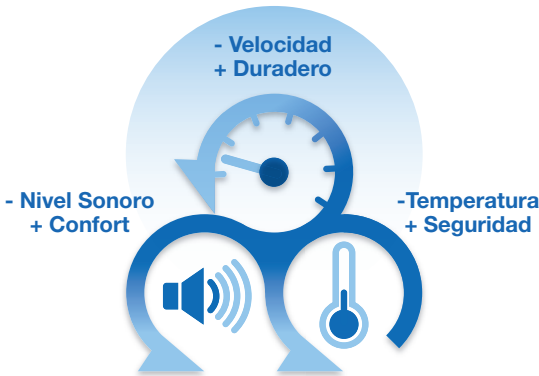 - Velocidad
+ Duradero
- Nivel Sonoro
+ Confort
-Temperatura
+ Seguridad